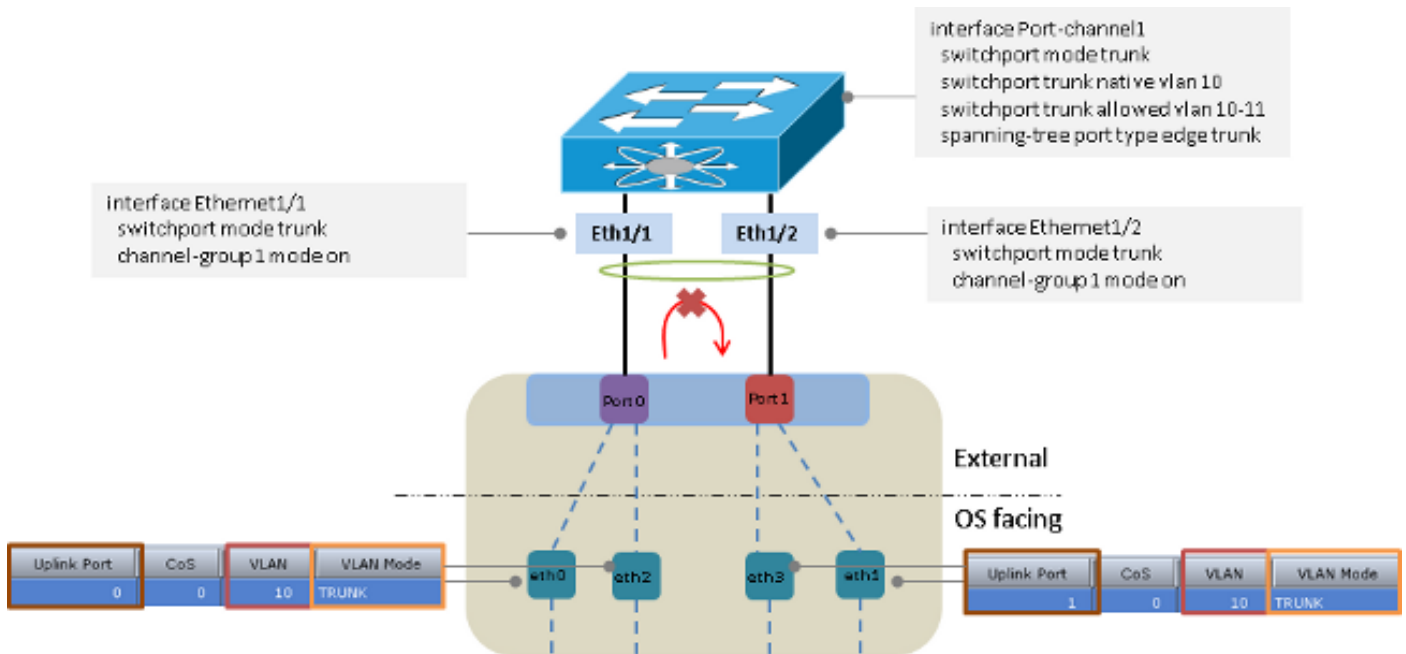 interface Port-channel1
switchport mode trunk
switchport trunk native vlan 10
switchport trunk allowed vlan 10-11
spanning-tree port type edge trunk
interface Ethernet1/1
switchport mode trunk
channel-group 1 mode on
Eth1/1
Eth1/2
interface Ethernet1/2
switchport mode trunk
channel-group 1 mode on
Port 0
Port 1
External
OS facing
Uplink Port CoS VLAN VLAN Mode
0 0 10 TRUNK
eth0
eth2
eth3
eth1
Uplink Port CoS VLAN VLAN Mode
1 0 10 TRUNK